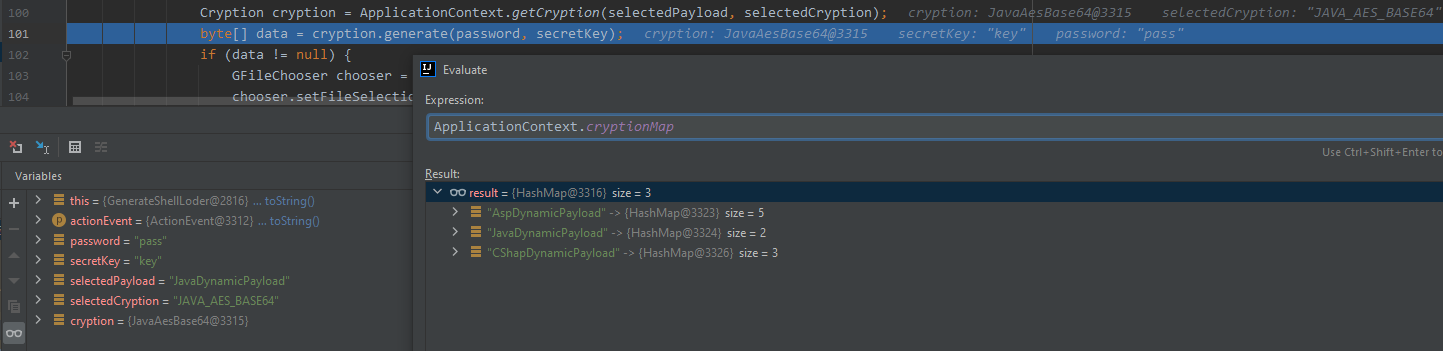 100 Cryption cryption = ApplicationContext.getCryption(selectedPayload, selectedCryption); cryption: JavaAesBase64@3315 selectedCryption: "JAVA_AES_BASE64"
101 byte[] data = cryption.generate(password, secretKey); cryption: JavaAesBase64@3315 secretKey: "key" password: "pass"
102 if (data != null) {
103 GFileChooser chooser =
104 chooser.setFileSelectic
IJ Evaluate
Expression:
ApplicationContext.cryptionMap
Use Ctrl+Shift+Enter to
Variables
this = {GenerateShellLoder@2816} ... toString()
p actionEvent = {ActionEvent@3312} ... toString()
password = "pass"
secretKey = "key"
selectedPayload = "JavaDynamicPayload"
selectedCryption = "JAVA_AES_BASE64"
cryption = {JavaAesBase64@3315}
Result:
result = {HashMap@3316} size = 3
"AspDynamicPayload" -> {HashMap@3323} size = 5
"JavaDynamicPayload" -> {HashMap@3324} size = 2
"CShapDynamicPayload" -> {HashMap@3326} size = 3